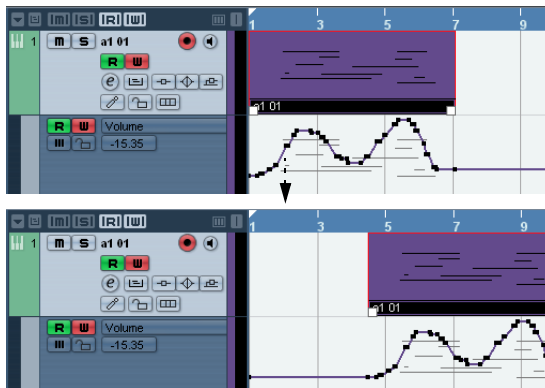 M S R W 1 3 5 7 9
1 M S a1 01
R W
e
a1 01
R W Volume
-15.35
M S R W 1 3 5 7 9
1 M S a1 01
R W
e
a1 01
R W Volume
-15.35